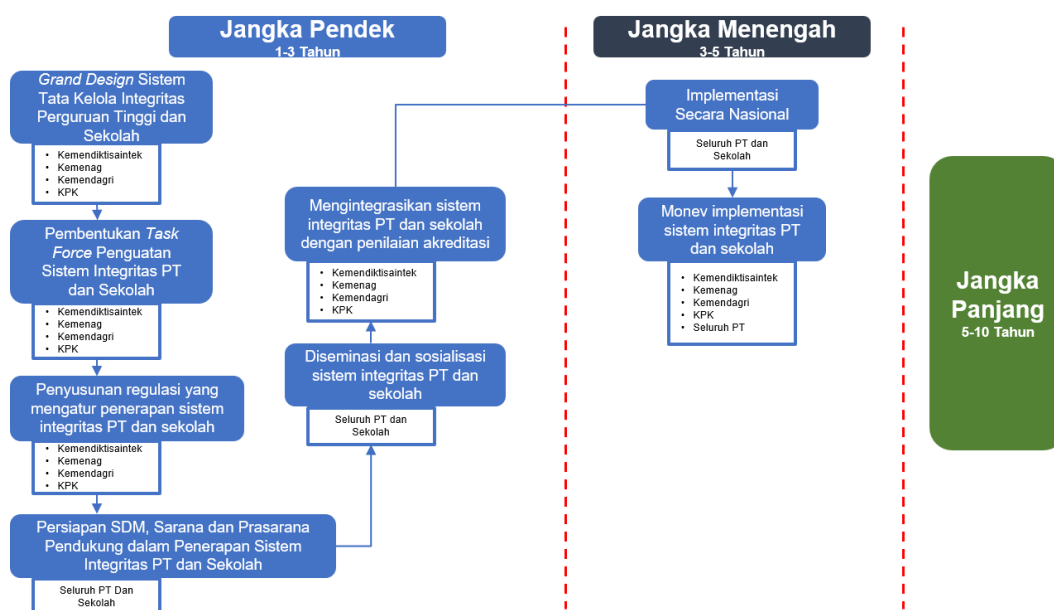 Jangka Pendek
1-3 Tahun
Grand Design Sistem
Tata Kelola Integritas
Perguruan Tinggi dan
Sekolah
• Kemendiktisaintek
• Kemenag
• Kemendagri
• KPK
Pembentukan Task
Force Penguatan
Sistem Integritas PT
dan Sekolah
• Kemendiktisaintek
• Kemenag
• Kemendagri
• KPK
Penyusunan regulasi yang
mengatur penerapan sistem
integritas PT dan sekolah
• Kemendiktisaintek
• Kemenag
• Kemendagri
• KPK
Persiapan SDM, Sarana dan Prasarana
Pendukung dalam Penerapan Sistem
Integritas PT dan Sekolah
Seluruh PT Dan
Sekolah
Diseminasi dan sosialisasi
sistem integritas PT dan
sekolah
Seluruh PT dan
Sekolah
Mengintegrasikan sistem
integritas PT dan sekolah
dengan penilaian akreditasi
• Kemendiktisaintek
• Kemenag
• Kemendagri
• KPK
Jangka Menengah
3-5 Tahun
Implementasi
Secara Nasional
Seluruh PT dan
Sekolah
Monev implementasi
sistem integritas PT
dan sekolah
• Kemendiktisaintek
• Kemenag
• Kemendagri
• KPK
• Seluruh PT
Jangka
Panjang
5-10 Tahun